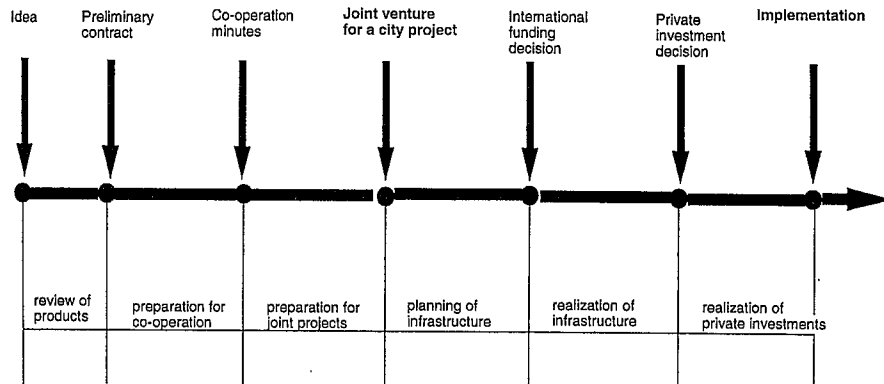 Idea
Preliminary
contract
Co-operation
minutes
Joint venture
for a city project
International
funding
decision
Private
investment
decision
Implementation
review of
products
preparation for
co-operation
preparation for
joint projects
planning of
infrastructure
realization of
infrastructure
realization of
private investments